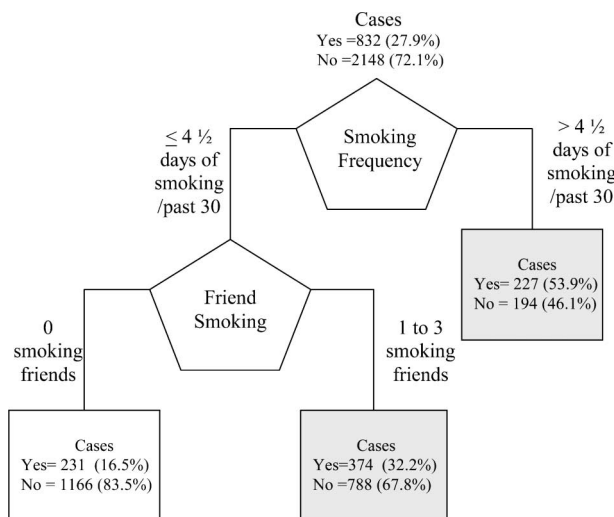 Cases
Yes =832 (27.9%)
No =2148 (72.1%)
≤ 4 ½
days of
smoking
/past 30
Smoking
Frequency
> 4 ½
days of
smoking
/past 30
Cases
Yes= 227 (53.9%)
No = 194 (46.1%)
Friend
Smoking
0
smoking
friends
1 to 3
smoking
friends
Cases
Yes= 231 (16.5%)
No = 1166 (83.5%)
Cases
Yes=374 (32.2%)
No =788 (67.8%)